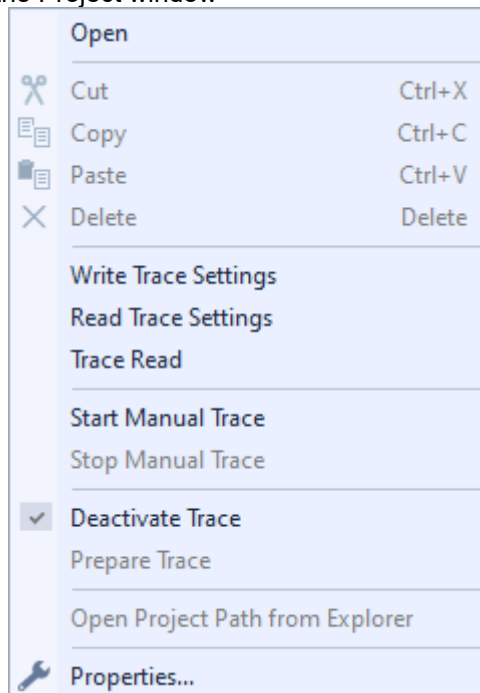 Open
Cut Ctrl+X
Copy Ctrl+C
Paste Ctrl+V
Delete Delete
Write Trace Settings
Read Trace Settings
Trace Read
Start Manual Trace
Stop Manual Trace
Deactivate Trace
Prepare Trace
Open Project Path from Explorer
Properties...